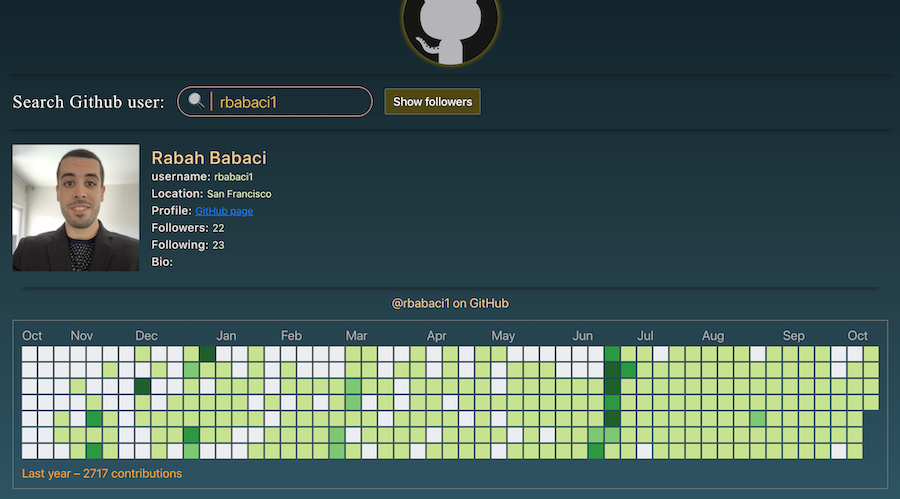 Search Github user:
rbabaci1
Show followers
Rabah Babaci
username: rbabaci1
Location: San Francisco
Profile: GitHub page
Followers: 22
Following: 23
Bio:
@rbabaci1 on GitHub
Oct Nov Dec Jan Feb Mar Apr May Jun Jul Aug Sep Oct
Last year – 2717 contributions